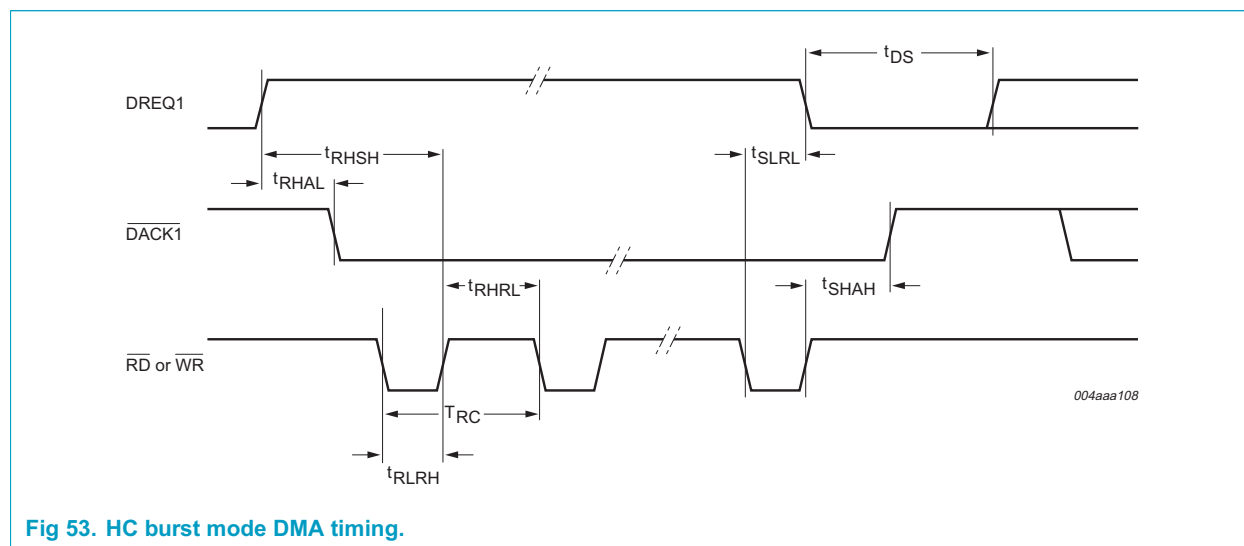 tDS
DREQ1
tRHSH
tSLRL
tRHAL
DACK1
tRHRL
tSHAH
RD or WR
004aaa108
TRC
tRLRH
Fig 53. HC burst mode DMA timing.